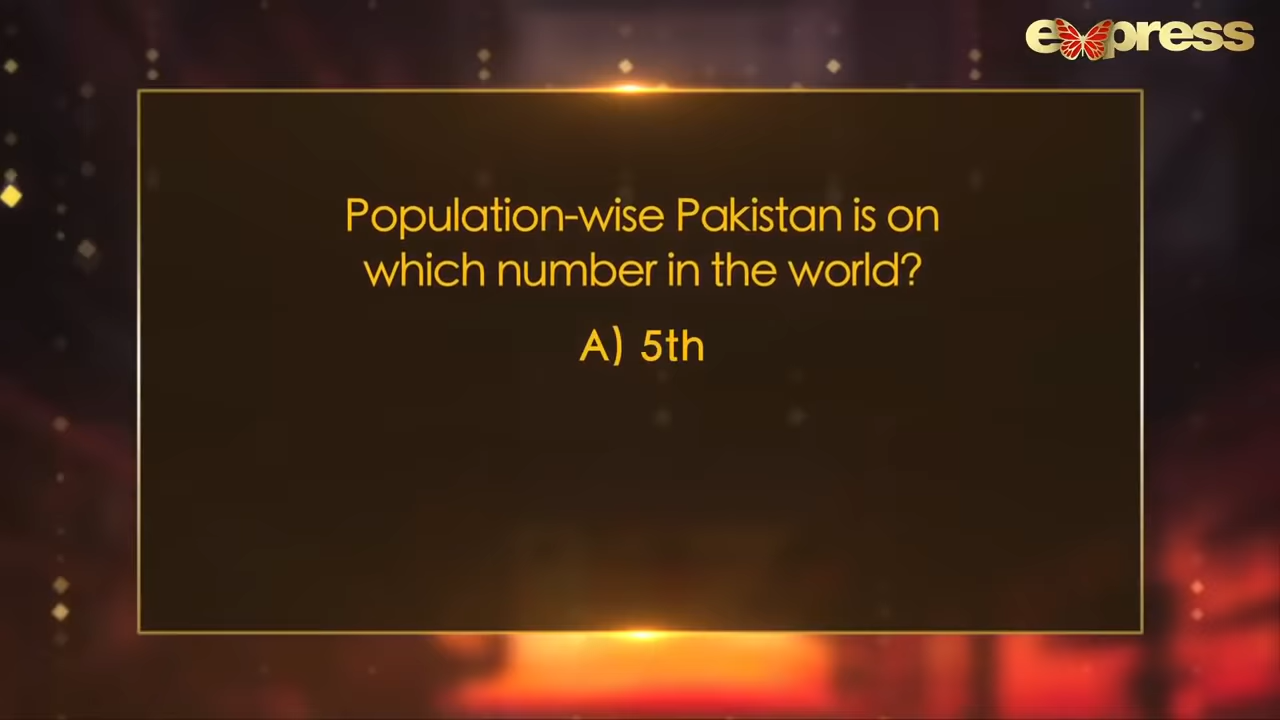 express
Population-wise Pakistan is on
which number in the world?
A) 5th